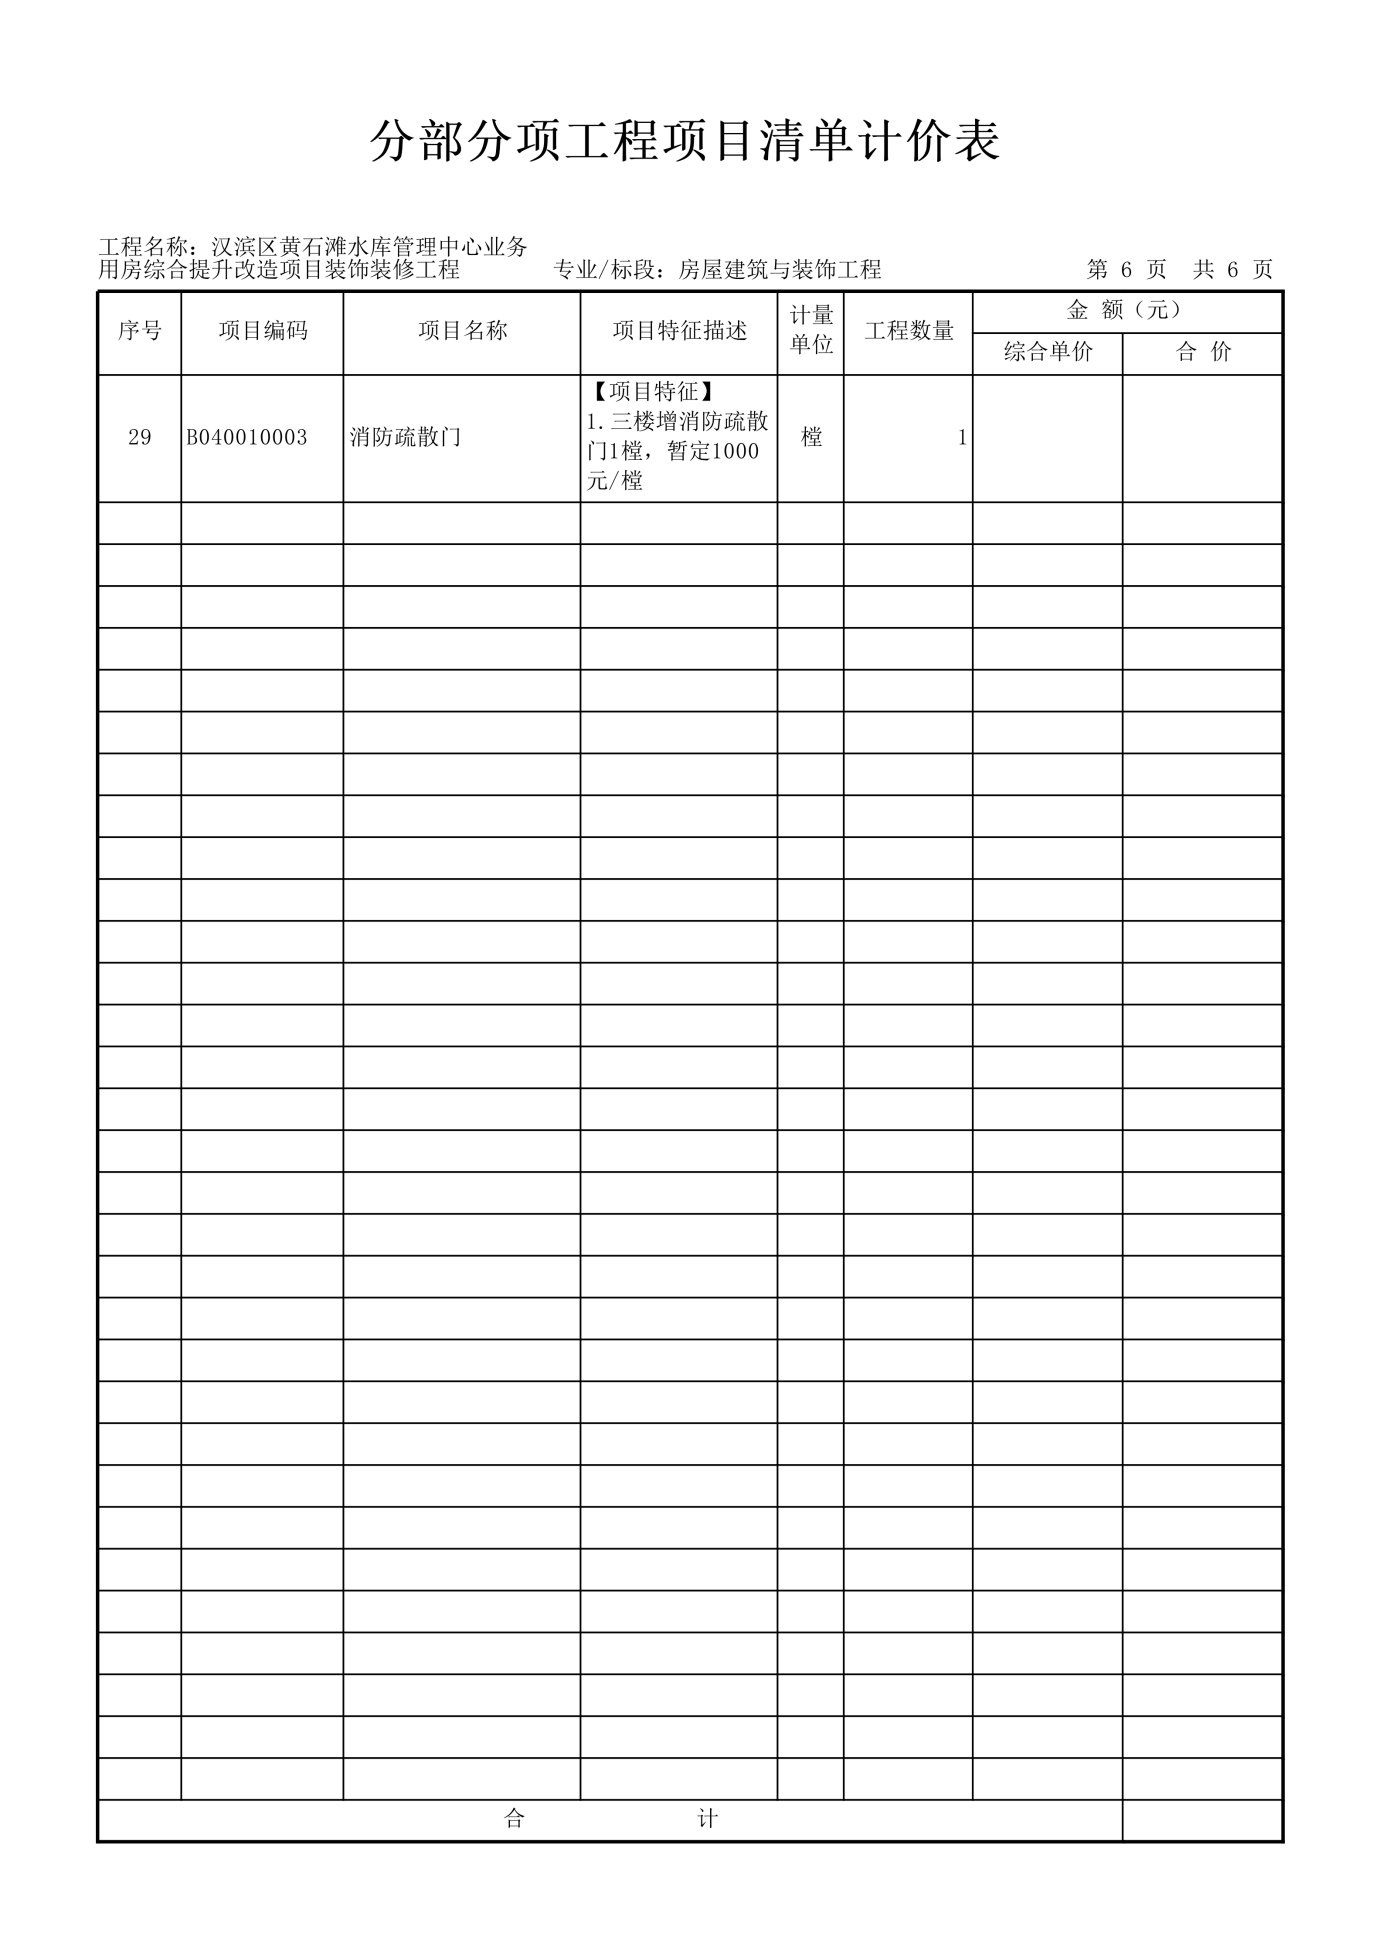 分部分项工程项目清单计价表
工程名称：汉滨区黄石滩水库管理中心业务
用房综合提升改造项目装饰装修工程 专业/标段：房屋建筑与装饰工程 第 6 页 共 6 页
序号 项目编码 项目名称 项目特征描述 计量单位 工程数量 金 额（元）
综合单价 合 价
29 B040010003 消防疏散门 【项目特征】
1.三楼增消防疏散
门1樘，暂定1000
元/樘
樘 1
合 计